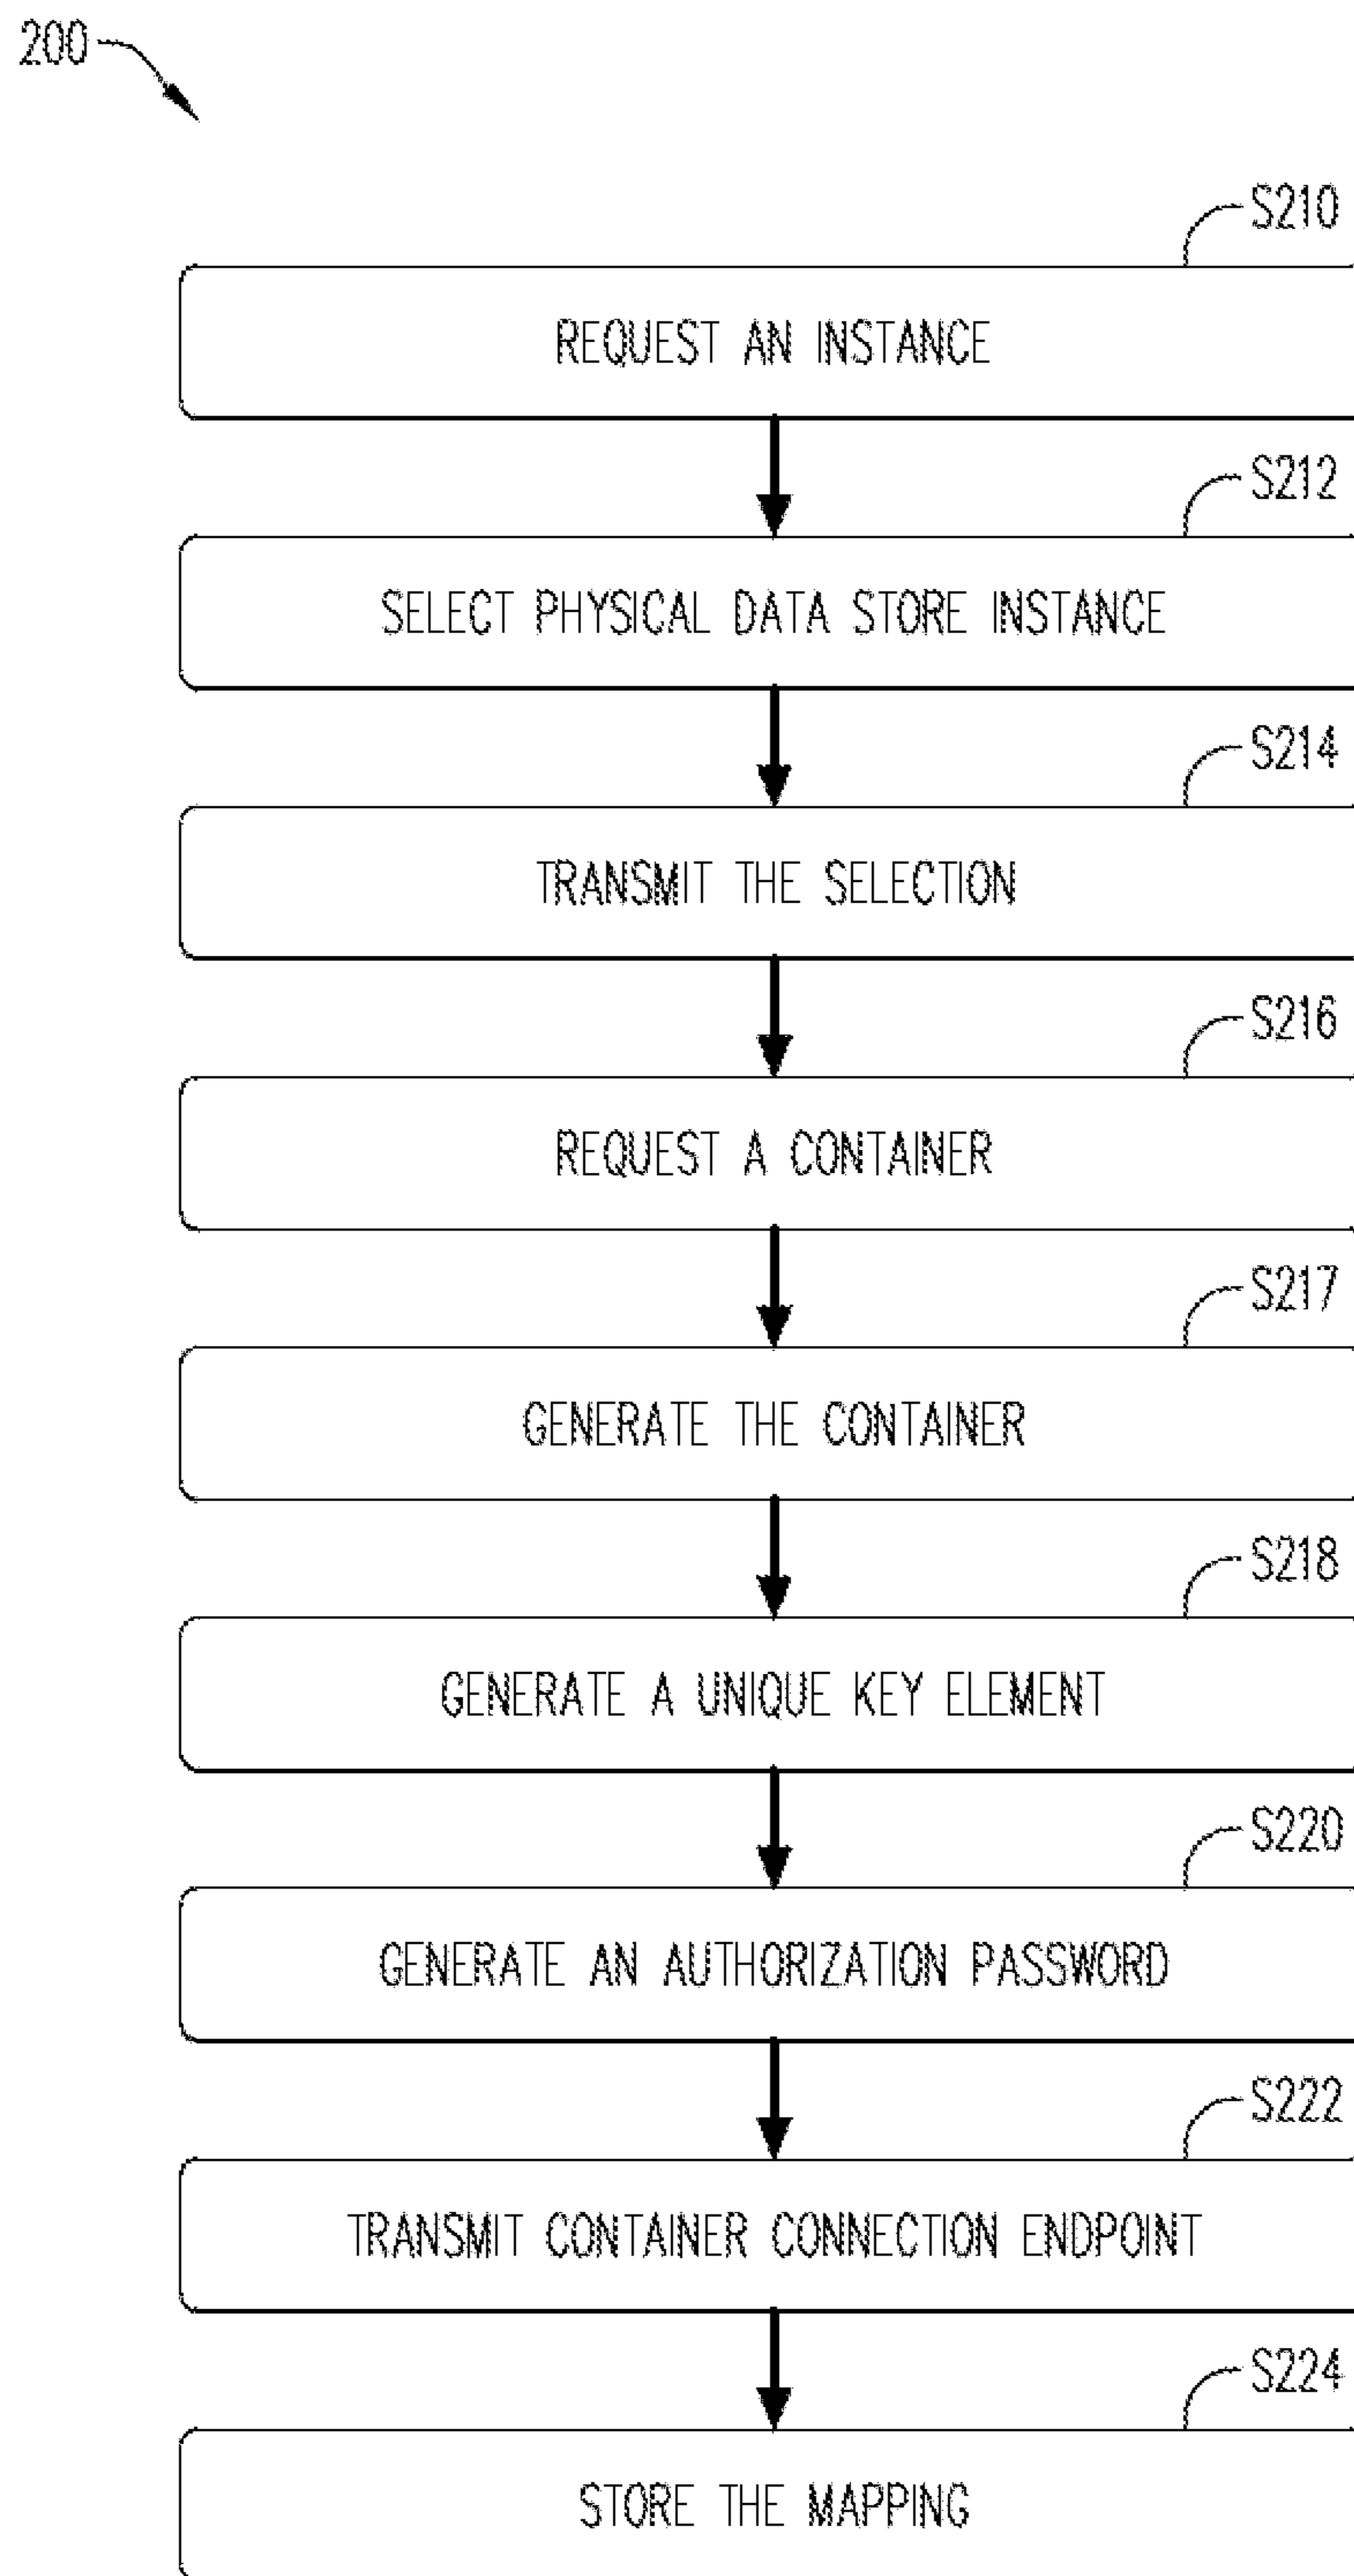 200
S210
REQUEST AN INSTANCE
S212
SELECT PHYSICAL DATA STORE INSTANCE
S214
TRANSMIT THE SELECTION
S216
REQUEST A CONTAINER
S217
GENERATE THE CONTAINER
S218
GENERATE A UNIQUE KEY ELEMENT
S220
GENERATE AN AUTHORIZATION PASSWORD
S222
TRANSMIT CONTAINER CONNECTION ENDPOINT
S224
STORE THE MAPPING